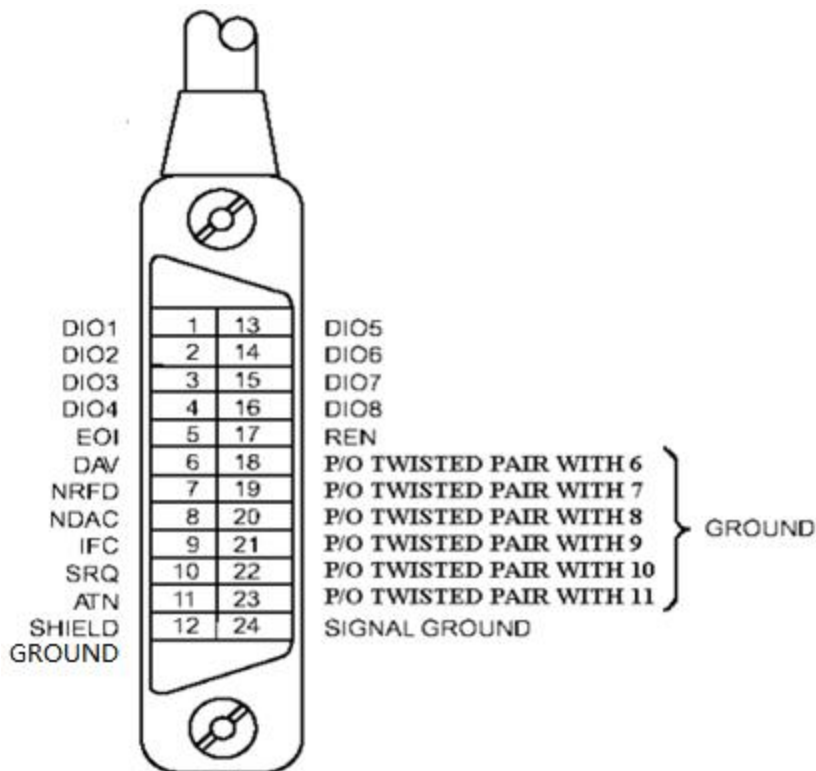 DIO1 1 13 DIO5
DIO2 2 14 DIO6
DIO3 3 15 DIO7
DIO4 4 16 DIO8
EOI 5 17 REN
DAV 6 18 P/O TWISTED PAIR WITH 6
NRFD 7 19 P/O TWISTED PAIR WITH 7
NDAC 8 20 P/O TWISTED PAIR WITH 8
GROUND
IFC 9 21 P/O TWISTED PAIR WITH 9
SRQ 10 22 P/O TWISTED PAIR WITH 10
ATN 11 23 P/O TWISTED PAIR WITH 11
SHIELD 12 24 SIGNAL GROUND
GROUND